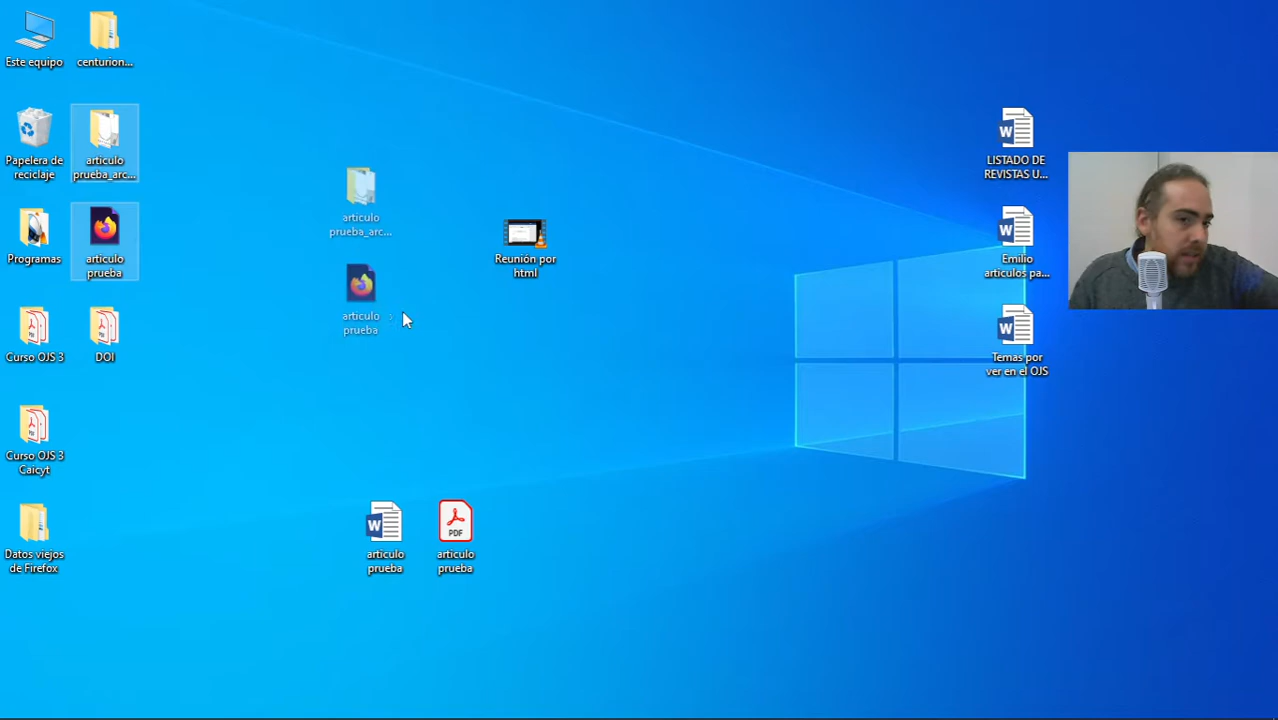 Este equipo
centurion...
Papelera de
reciclaje
articulo
prueba_arc...
Programas
articulo
prueba
Curso OJS 3
DOI
Curso OJS 3
Caicyt
Datos viejos
de Firefox
articulo
prueba_arc...
articulo
prueba
Reunión por
html
articulo
prueba
PDF
articulo
prueba
LISTADO DE
REVISTAS U...
Emilio
articulos pa...
Temas por
ver en el OJS